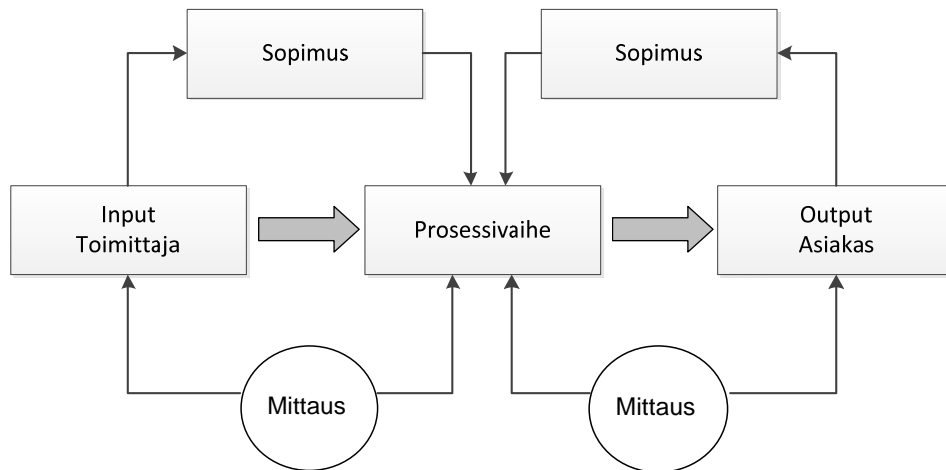 Sopimus
Sopimus
Input
Toimittaja
Prosessivaihe
Output
Asiakas
Mittaus
Mittaus